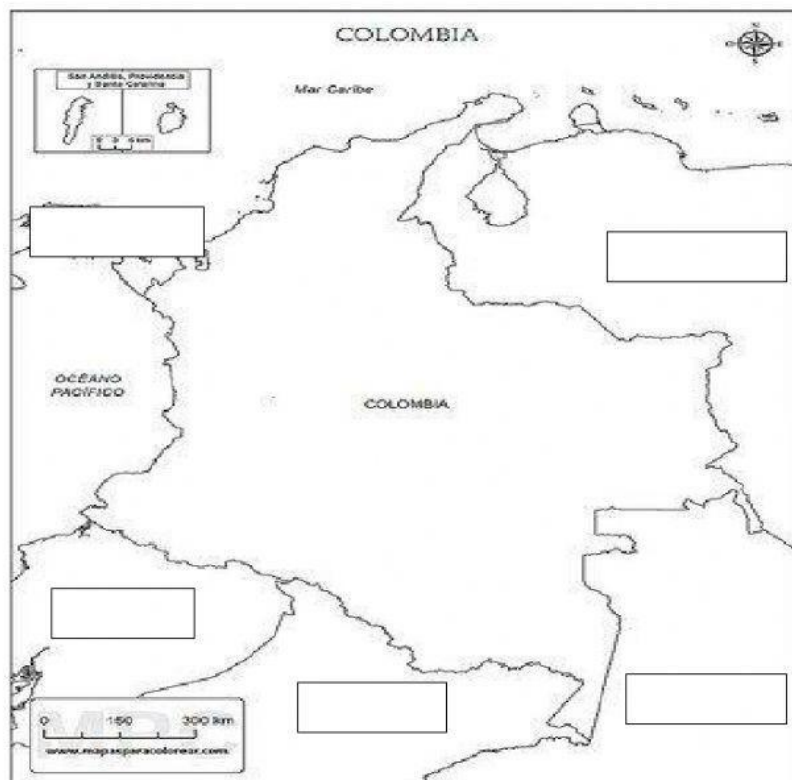 COLOMBIA
N
O
E
S
San Andrés, Providencia
y Santa Catalina
Mar Caribe
OCÉANO
PACÍFICO
COLOMBIA
0 150 300 km
www.mapasparacolorear.com